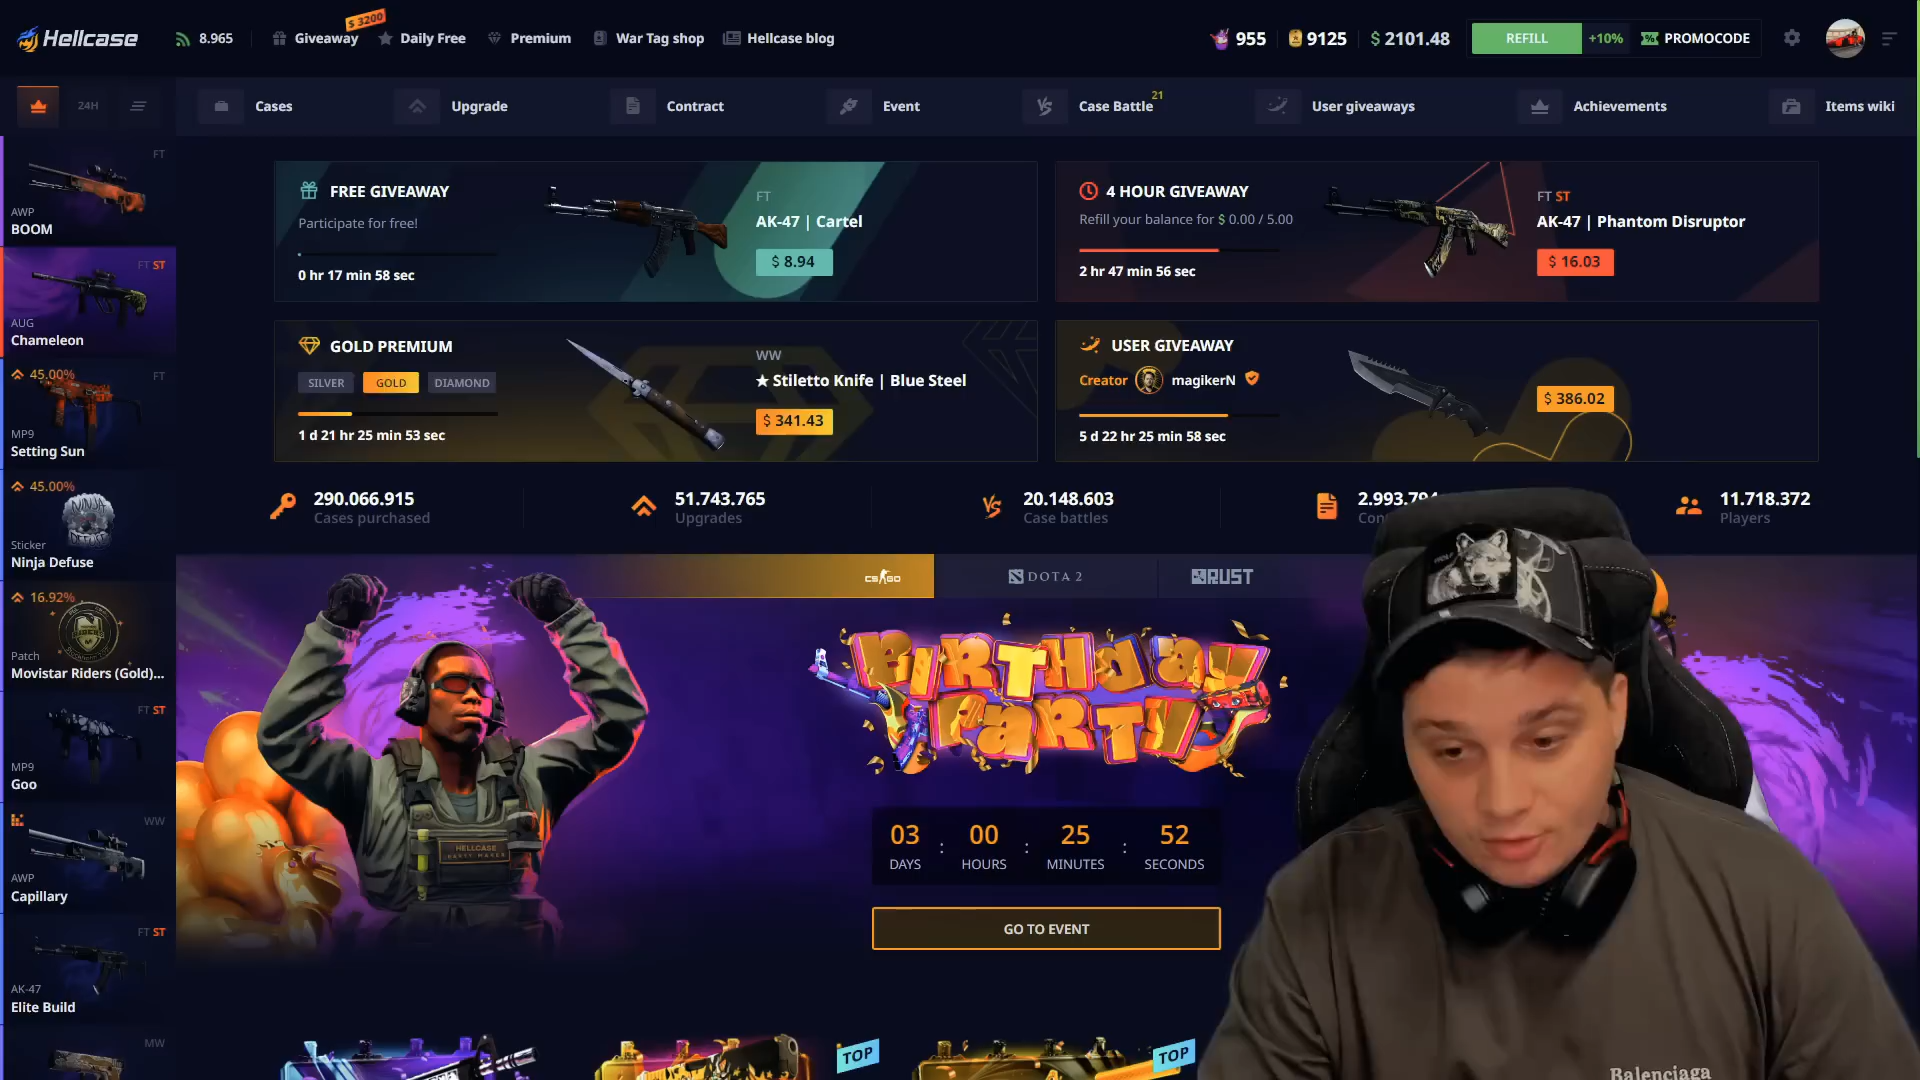 Hellcase
8.965
Giveaway
$ 3200
Daily Free
Premium
War Tag shop
Hellcase blog
955
9125
$ 2101.48
REFILL
+10%
PROMOCODE
24H
Cases
Upgrade
Contract
Event
Case Battle
21
User giveaways
Achievements
Items wiki
FT
AWP
BOOM
FT ST
AUG
Chameleon
45.00%
FT
MP9
Setting Sun
45.00%
Sticker
Ninja Defuse
16.92%
Patch
Movistar Riders (Gold)...
FT ST
MP9
Goo
WW
AWP
Capillary
FT ST
AK-47
Elite Build
MW
FREE GIVEAWAY
Participate for free!
0 hr 17 min 58 sec
FT
AK-47 | Cartel
$ 8.94
4 HOUR GIVEAWAY
Refill your balance for $ 0.00 / 5.00
2 hr 47 min 56 sec
FT ST
AK-47 | Phantom Disruptor
$ 16.03
GOLD PREMIUM
SILVER
GOLD
DIAMOND
1 d 21 hr 25 min 53 sec
WW
★ Stiletto Knife | Blue Steel
$ 341.43
USER GIVEAWAY
Creator
magikerN
5 d 22 hr 25 min 58 sec
$ 386.02
290.066.915
Cases purchased
51.743.765
Upgrades
20.148.603
Case battles
11.718.372
Players
CS GO
DOTA 2
RUST
BIRTHDAY
PARTY
HELLCASE
PARTY MAKER
03
DAYS
:
00
HOURS
:
25
MINUTES
:
52
SECONDS
GO TO EVENT
TOP
TOP
Balenciaga